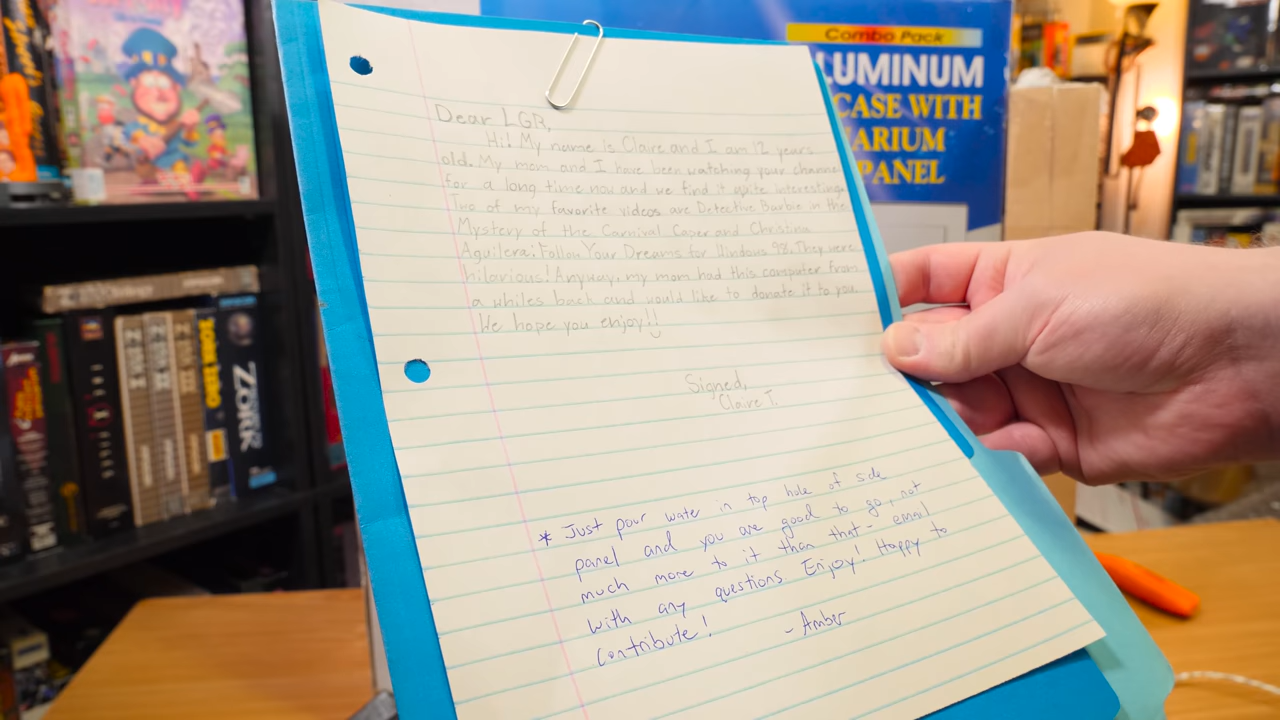 Combo Pack
LUMINUM
CASE WITH
ARIUM
PANEL
Dear LGR,
Hi! My name is Claire and I am 12 years
old. My mom and I have been watching your channel
for a long time now and we find it quite interesting.
Two of my favorite videos are Detective Barbie in the
Mystery of the Carnival Caper and Christina
Aguilera: Follow Your Dreams for Windows 98. They were
hilarious! Anyway, my mom had this computer from
a whiles back and would like to donate it to you.
We hope you enjoy!!
Signed,
Claire T.
* Just pour water in top hole of side
panel and you are good to go, not
much more to it than that - email
with any questions. Enjoy! Happy to
contribute!
- Amber
THE X FILES
ZORK